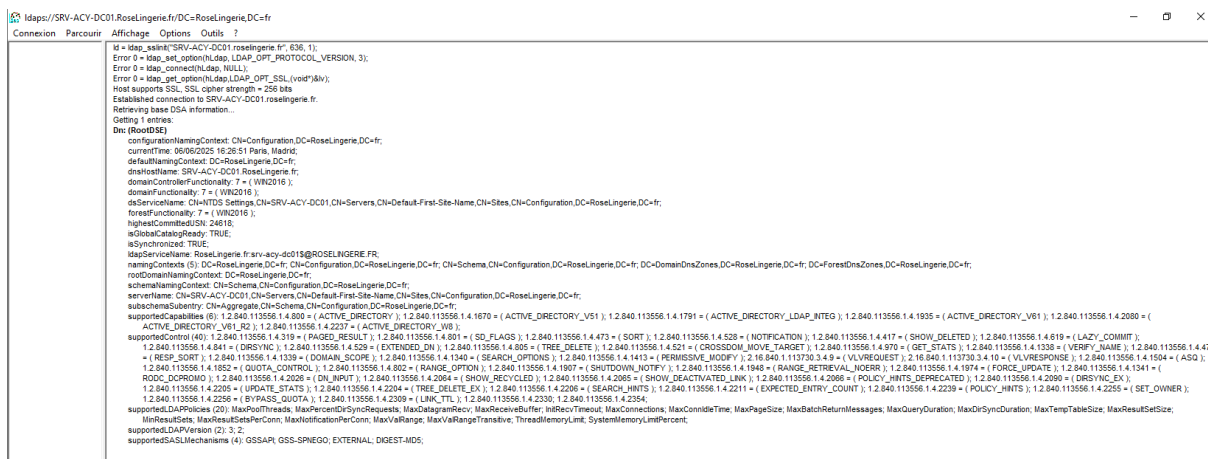 ldaps://SRV-ACY-DC01.RoseLingerie.fr/DC=RoseLingerie,DC=fr
Connexion Parcourir Affichage Options Outils ?
ld = ldap_sslinit("SRV-ACY-DC01.roselingerie.fr", 636, 1);
Error 0 = ldap_set_option(hLdap, LDAP_OPT_PROTOCOL_VERSION, 3);
Error 0 = ldap_connect(hLdap, NULL);
Error 0 = ldap_get_option(hLdap,LDAP_OPT_SSL,(void*)&lv);
Host supports SSL, SSL cipher strength = 256 bits
Established connection to SRV-ACY-DC01.roselingerie.fr.
Retrieving base DSA information...
Getting 1 entries:
Dn: (RootDSE)
configurationNamingContext: CN=Configuration,DC=RoseLingerie,DC=fr;
currentTime: 06/06/2025 16:26:51 Paris, Madrid;
defaultNamingContext: DC=RoseLingerie,DC=fr;
dnsHostName: SRV-ACY-DC01.RoseLingerie.fr;
domainControllerFunctionality: 7 = ( WIN2016 );
domainFunctionality: 7 = ( WIN2016 );
dsServiceName: CN=NTDS Settings,CN=SRV-ACY-DC01,CN=Servers,CN=Default-First-Site-Name,CN=Sites,CN=Configuration,DC=RoseLingerie,DC=fr;
forestFunctionality: 7 = ( WIN2016 );
highestCommittedUSN: 24618;
isGlobalCatalogReady: TRUE;
isSynchronized: TRUE;
ldapServiceName: RoseLingerie.fr:srv-acy-dc01$@ROSELINGERIE.FR;
namingContexts (5): DC=RoseLingerie,DC=fr; CN=Configuration,DC=RoseLingerie,DC=fr; CN=Schema,CN=Configuration,DC=RoseLingerie,DC=fr; DC=DomainDnsZones,DC=RoseLingerie,DC=fr; DC=ForestDnsZones,DC=RoseLingerie,DC=fr;
rootDomainNamingContext: DC=RoseLingerie,DC=fr;
schemaNamingContext: CN=Schema,CN=Configuration,DC=RoseLingerie,DC=fr;
serverName: CN=SRV-ACY-DC01,CN=Servers,CN=Default-First-Site-Name,CN=Sites,CN=Configuration,DC=RoseLingerie,DC=fr;
subschemaSubentry: CN=Aggregate,CN=Schema,CN=Configuration,DC=RoseLingerie,DC=fr;
supportedCapabilities (6): 1.2.840.113556.1.4.800 = ( ACTIVE_DIRECTORY ); 1.2.840.113556.1.4.1670 = ( ACTIVE_DIRECTORY_V51 ); 1.2.840.113556.1.4.1791 = ( ACTIVE_DIRECTORY_LDAP_INTEG ); 1.2.840.113556.1.4.1935 = ( ACTIVE_DIRECTORY_V61 ); 1.2.840.113556.1.4.2080 = (
ACTIVE_DIRECTORY_V61_R2 ); 1.2.840.113556.1.4.2237 = ( ACTIVE_DIRECTORY_W8 );
supportedControl (40): 1.2.840.113556.1.4.319 = ( PAGED_RESULT ); 1.2.840.113556.1.4.801 = ( SD_FLAGS ); 1.2.840.113556.1.4.473 = ( SORT ); 1.2.840.113556.1.4.528 = ( NOTIFICATION ); 1.2.840.113556.1.4.417 = ( SHOW_DELETED ); 1.2.840.113556.1.4.619 = ( LAZY_COMMIT );
1.2.840.113556.1.4.841 = ( DIRSYNC ); 1.2.840.113556.1.4.529 = ( EXTENDED_DN ); 1.2.840.113556.1.4.805 = ( TREE_DELETE ); 1.2.840.113556.1.4.521 = ( CROSSDOM_MOVE_TARGET ); 1.2.840.113556.1.4.970 = ( GET_STATS ); 1.2.840.113556.1.4.1338 = ( VERIFY_NAME ); 1.2.840.113556.1.4.47
= ( RESP_SORT ); 1.2.840.113556.1.4.1339 = ( DOMAIN_SCOPE ); 1.2.840.113556.1.4.1340 = ( SEARCH_OPTIONS ); 1.2.840.113556.1.4.1413 = ( PERMISSIVE_MODIFY ); 2.16.840.1.113730.3.4.9 = ( VLVREQUEST ); 2.16.840.1.113730.3.4.10 = ( VLVRESPONSE ); 1.2.840.113556.1.4.1504 = ( ASQ );
1.2.840.113556.1.4.1852 = ( QUOTA_CONTROL ); 1.2.840.113556.1.4.802 = ( RANGE_OPTION ); 1.2.840.113556.1.4.1907 = ( SHUTDOWN_NOTIFY ); 1.2.840.113556.1.4.1948 = ( RANGE_RETRIEVAL_NOERR ); 1.2.840.113556.1.4.1974 = ( FORCE_UPDATE ); 1.2.840.113556.1.4.1341 = (
RODC_DCPROMO ); 1.2.840.113556.1.4.2026 = ( DN_INPUT ); 1.2.840.113556.1.4.2064 = ( SHOW_RECYCLED ); 1.2.840.113556.1.4.2065 = ( SHOW_DEACTIVATED_LINK ); 1.2.840.113556.1.4.2066 = ( POLICY_HINTS_DEPRECATED ); 1.2.840.113556.1.4.2090 = ( DIRSYNC_EX );
1.2.840.113556.1.4.2205 = ( UPDATE_STATS ); 1.2.840.113556.1.4.2204 = ( TREE_DELETE_EX ); 1.2.840.113556.1.4.2206 = ( SEARCH_HINTS ); 1.2.840.113556.1.4.2211 = ( EXPECTED_ENTRY_COUNT ); 1.2.840.113556.1.4.2239 = ( POLICY_HINTS ); 1.2.840.113556.1.4.2255 = ( SET_OWNER );
1.2.840.113556.1.4.2256 = ( BYPASS_QUOTA ); 1.2.840.113556.1.4.2309 = ( LINK_TTL ); 1.2.840.113556.1.4.2330; 1.2.840.113556.1.4.2354;
supportedLDAPPolicies (20): MaxPoolThreads; MaxPercentDirSyncRequests; MaxDatagramRecv; MaxReceiveBuffer; InitRecvTimeout; MaxConnections; MaxConnIdleTime; MaxPageSize; MaxBatchReturnMessages; MaxQueryDuration; MaxDirSyncDuration; MaxTempTableSize; MaxResultSetSize;
MinResultSets; MaxResultSetsPerConn; MaxNotificationPerConn; MaxValRange; MaxValRangeTransitive; ThreadMemoryLimit; SystemMemoryLimitPercent;
supportedLDAPVersion (2): 3; 2;
supportedSASLMechanisms (4): GSSAPI; GSS-SPNEGO; EXTERNAL; DIGEST-MD5;